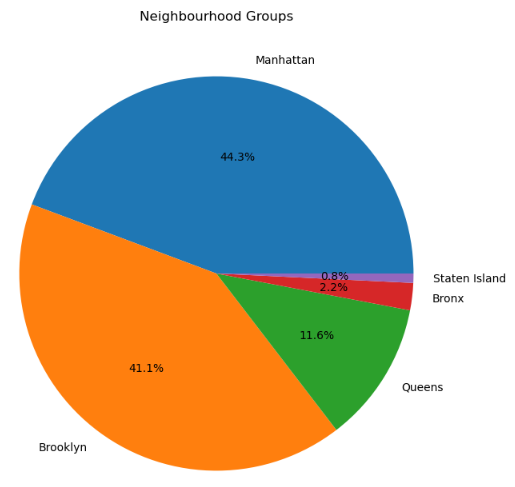 Neighbourhood Groups
Manhattan
44.3%
0.8%
Staten Island
2.2%
Bronx
11.6%
41.1%
Queens
Brooklyn